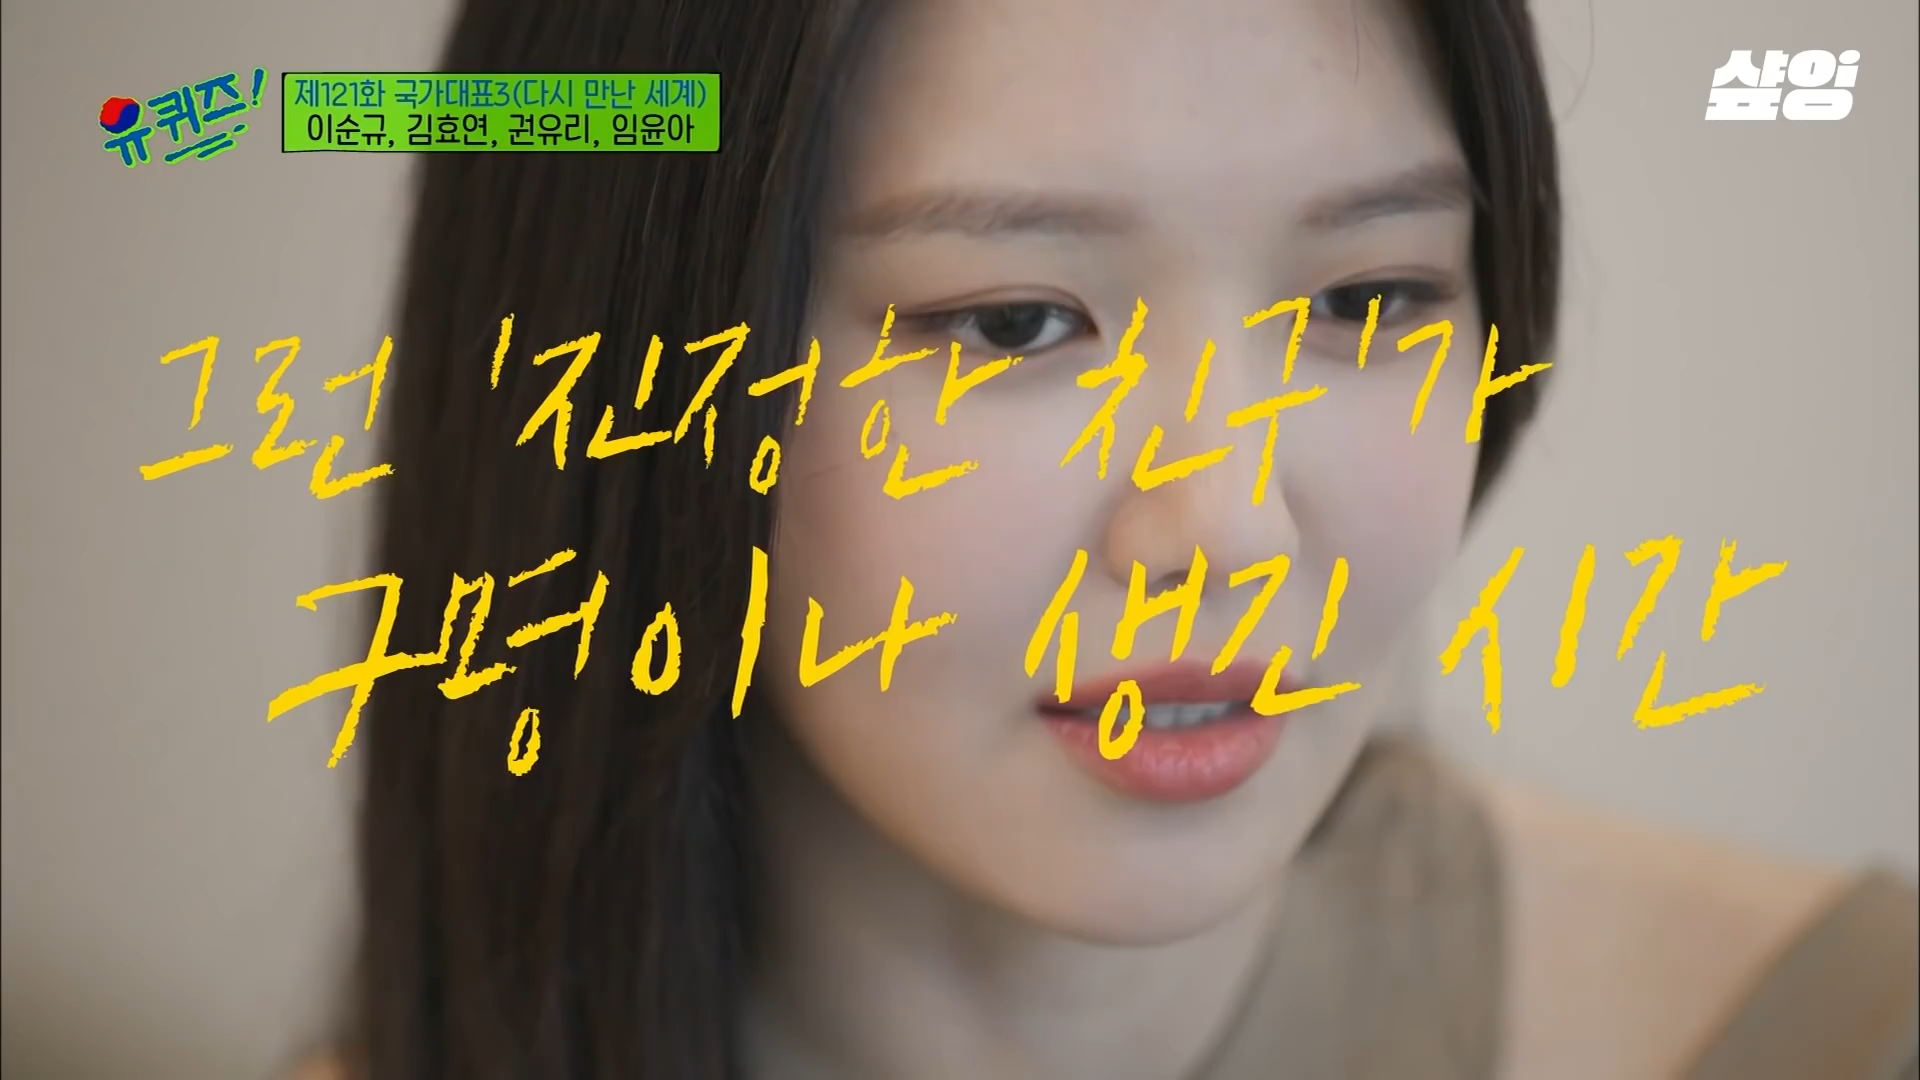 유퀴즈!
제121화 국가대표3(다시 만난 세계)
이순규, 김효연, 권유리, 임윤아
샾잉
그런 '진정한 친구'가
구명이나 생긴 시간